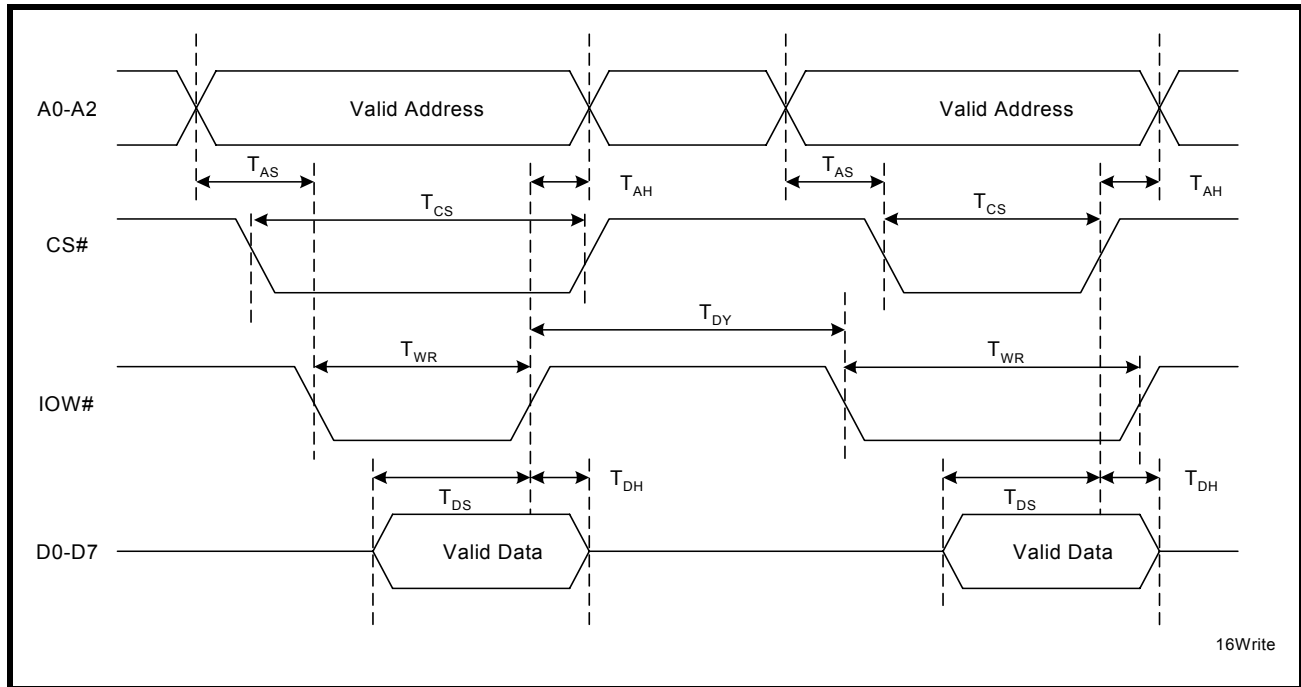 A0-A2
Valid Address
Valid Address
TAS
TAH
TAS
TAH
TCS
TCS
CS#
TDY
TWR
TWR
IOW#
TDS
TDH
TDS
TDH
D0-D7
Valid Data
Valid Data
16Write